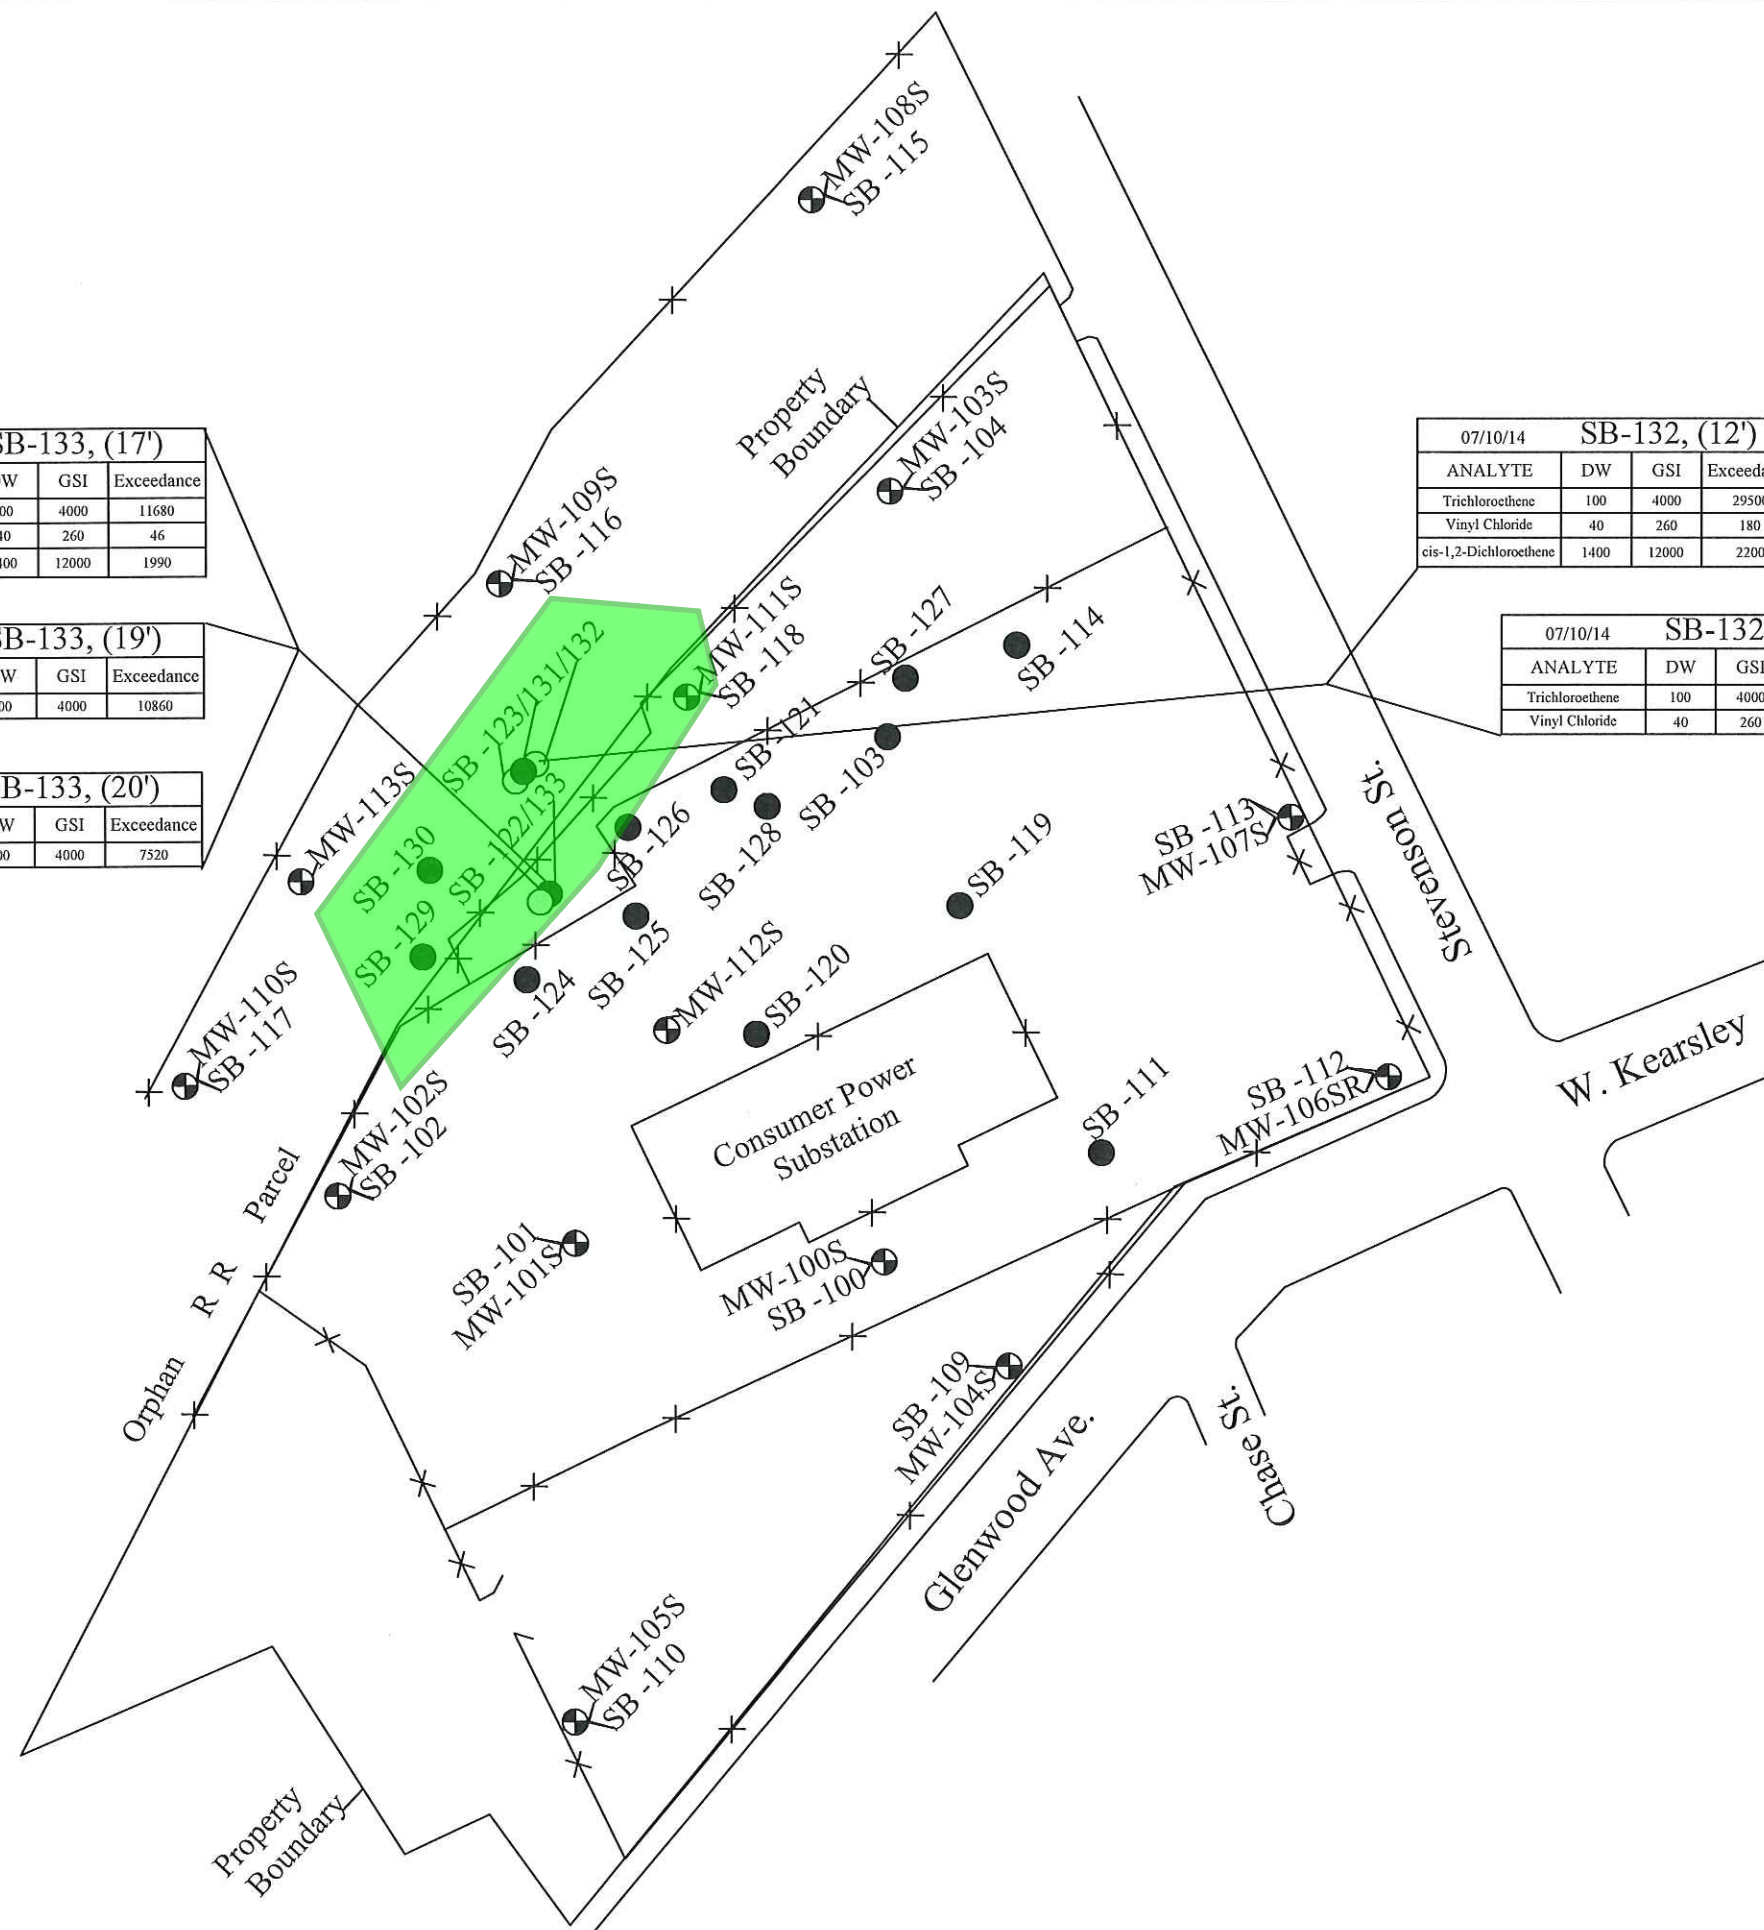 MW-108S
SB-115
Property
Boundary
MW-103S
SB-104
SB-133, (17')
GSI Exceedance
4000 11680
260 46
12000 1990
SB-133, (19')
GSI Exceedance
4000 10860
SB-133, (20')
GSI Exceedance
4000 7520
07/10/14 SB-132, (12')
ANALYTE DW GSI
Trichloroethene 100 4000
Vinyl Chloride 40 260 180
cis-1,2-Dichloroethene 1400 12000
07/10/14 SB-132
ANALYTE DW GSI
Trichloroethene 100 4000
Vinyl Chloride 40 260
MW-109S
SB-116
MW-111S
SB-118
SB-127
SB-114
SB-123/131/132
SB-121
SB-103
MW-113S
SB-122/133
SB-130
SB-126
SB-128
SB-119
SB-113
MW-107S
Stevenson St.
SB-129
SB-125
SB-124
MW-112S
SB-120
MW-110S
SB-117
W. Kearsley
SB-112
MW-106SR
SB-111
Consumer Power
Substation
MW-102S
SB-102
Orphan R R Parcel
SB-101
MW-101S
MW-100S
SB-100
SB-109
MW-104S
Glenwood Ave.
Chase St.
MW-105S
SB-110
Property
Boundary